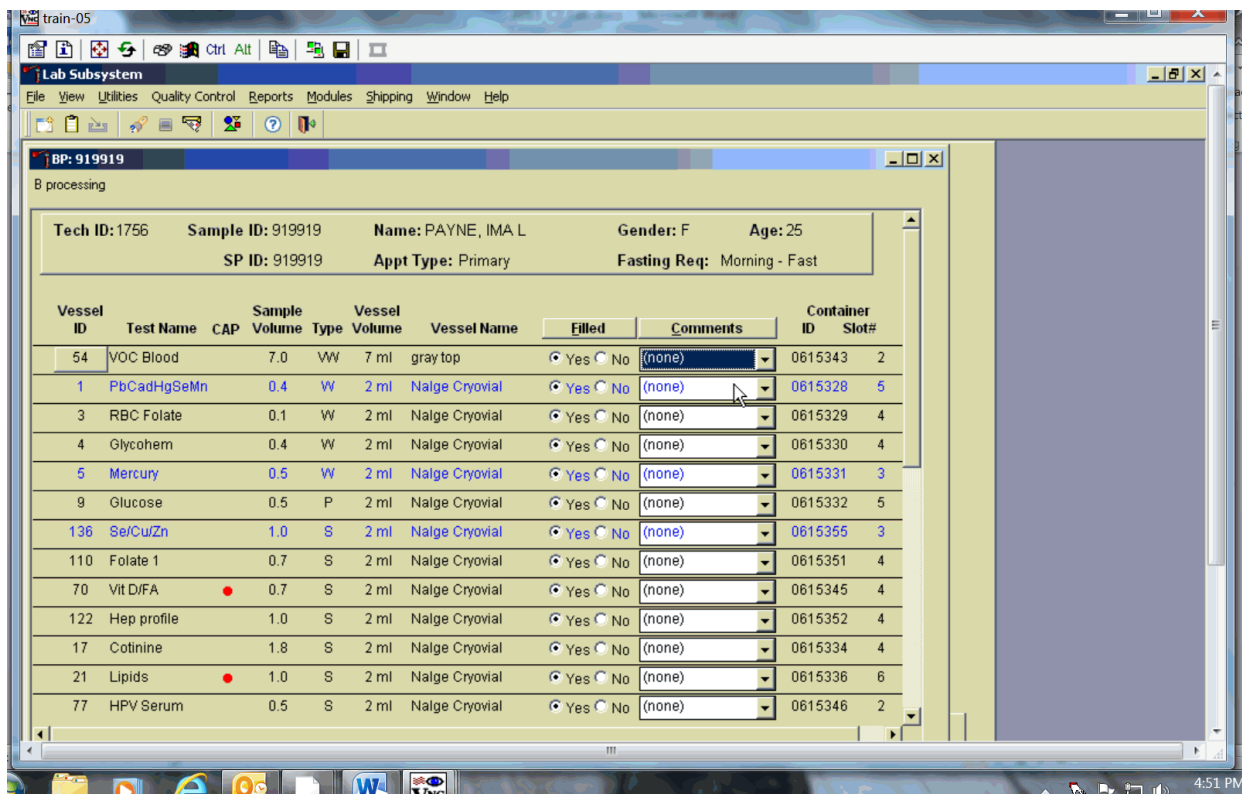 train-05
Ctrl Alt
Lab Subsystem
File View Utilities Quality Control Reports Modules Shipping Window Help
BP: 919919
B processing
Tech ID: 1756 Sample ID: 919919 Name: PAYNE, IMA L Gender: F Age: 25
SP ID: 919919 Appt Type: Primary Fasting Req: Morning - Fast
Vessel Sample Vessel Container
ID Test Name CAP Volume Type Volume Vessel Name Filled Comments ID Slot#
54 VOC Blood 7.0 VW 7 ml gray top Yes No (none) 0615343 2
1 PbCadHgSeMn 0.4 W 2 ml Nalge Cryovial Yes No (none) 0615328 5
3 RBC Folate 0.1 W 2 ml Nalge Cryovial Yes No (none) 0615329 4
4 Glycohem 0.4 W 2 ml Nalge Cryovial Yes No (none) 0615330 4
5 Mercury 0.5 W 2 ml Nalge Cryovial Yes No (none) 0615331 3
9 Glucose 0.5 P 2 ml Nalge Cryovial Yes No (none) 0615332 5
136 Se/Cu/Zn 1.0 S 2 ml Nalge Cryovial Yes No (none) 0615355 3
110 Folate 1 0.7 S 2 ml Nalge Cryovial Yes No (none) 0615351 4
70 Vit D/FA 0.7 S 2 ml Nalge Cryovial Yes No (none) 0615345 4
122 Hep profile 1.0 S 2 ml Nalge Cryovial Yes No (none) 0615352 4
17 Cotinine 1.8 S 2 ml Nalge Cryovial Yes No (none) 0615334 4
21 Lipids 1.0 S 2 ml Nalge Cryovial Yes No (none) 0615336 6
77 HPV Serum 0.5 S 2 ml Nalge Cryovial Yes No (none) 0615346 2
4:51 PM